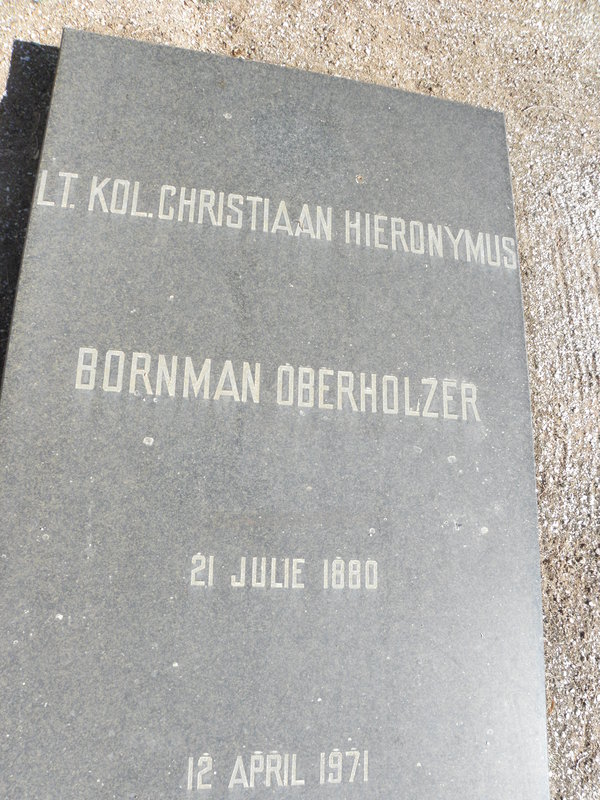 LT. KOL. CHRISTIAAN HIERONYMUS
BORNMAN OBERHOLZER
21 JULIE 1880
12 APRIL 1971